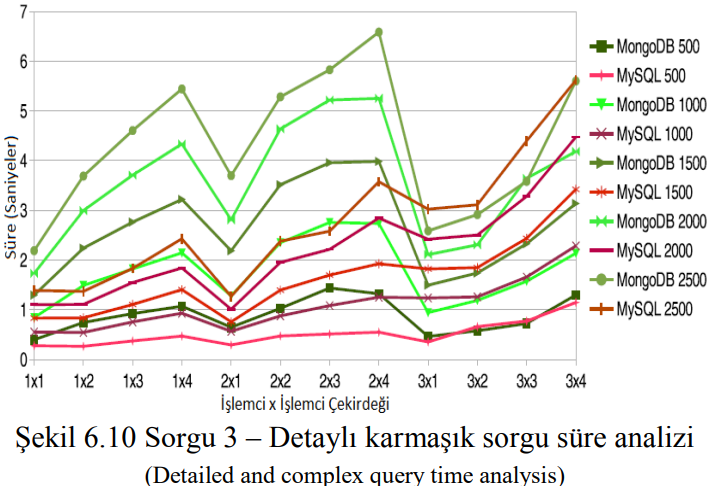 7
6
5
4
3
2
1
0
Süre (Saniyeler)
1x1 1x2 1x3 1x4 2x1 2x2 2x3 2x4 3x1 3x2 3x3 3x4
İşlemci x İşlemci Çekirdeği
MongoDB 500
MySQL 500
MongoDB 1000
MySQL 1000
MongoDB 1500
MySQL 1500
MongoDB 2000
MySQL 2000
MongoDB 2500
MySQL 2500
Şekil 6.10 Sorgu 3 – Detaylı karmaşık sorgu süre analizi
(Detailed and complex query time analysis)